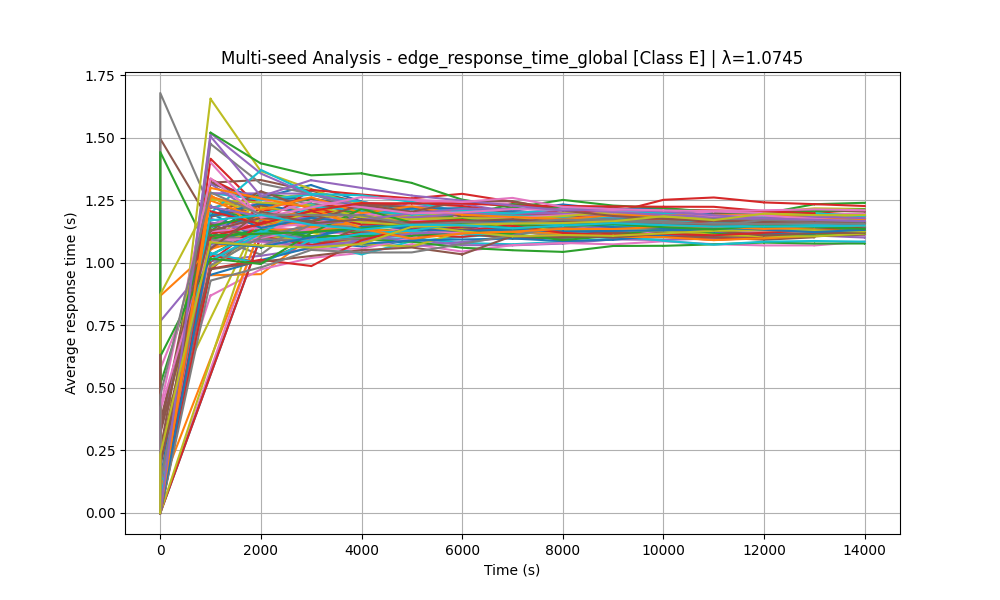 Multi-seed Analysis - edge_response_time_global [Class E] | λ=1.0745
1.75
1.50
1.25
1.00
0.75
0.50
0.25
0.00
Average response time (s)
0 2000 4000 6000 8000 10000 12000 14000
Time (s)